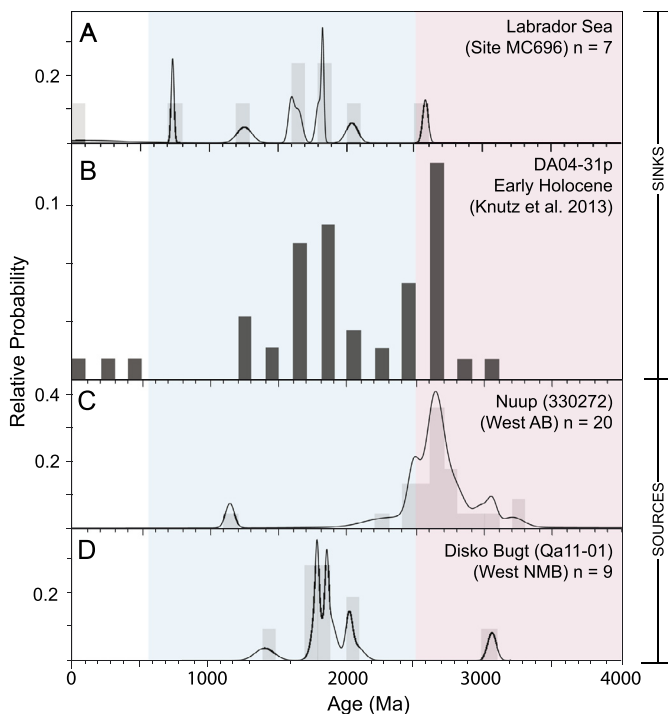 A
Labrador Sea
(Site MC696) n = 7
0.2
B
DA04-31p
Early Holocene
(Knutz et al. 2013)
0.1
SINKS
Relative Probability
C
Nuup (330272)
(West AB) n = 20
0.4
0.2
D
Disko Bugt (Qa11-01)
(West NMB) n = 9
0.2
SOURCES
0 1000 2000 3000 4000
Age (Ma)